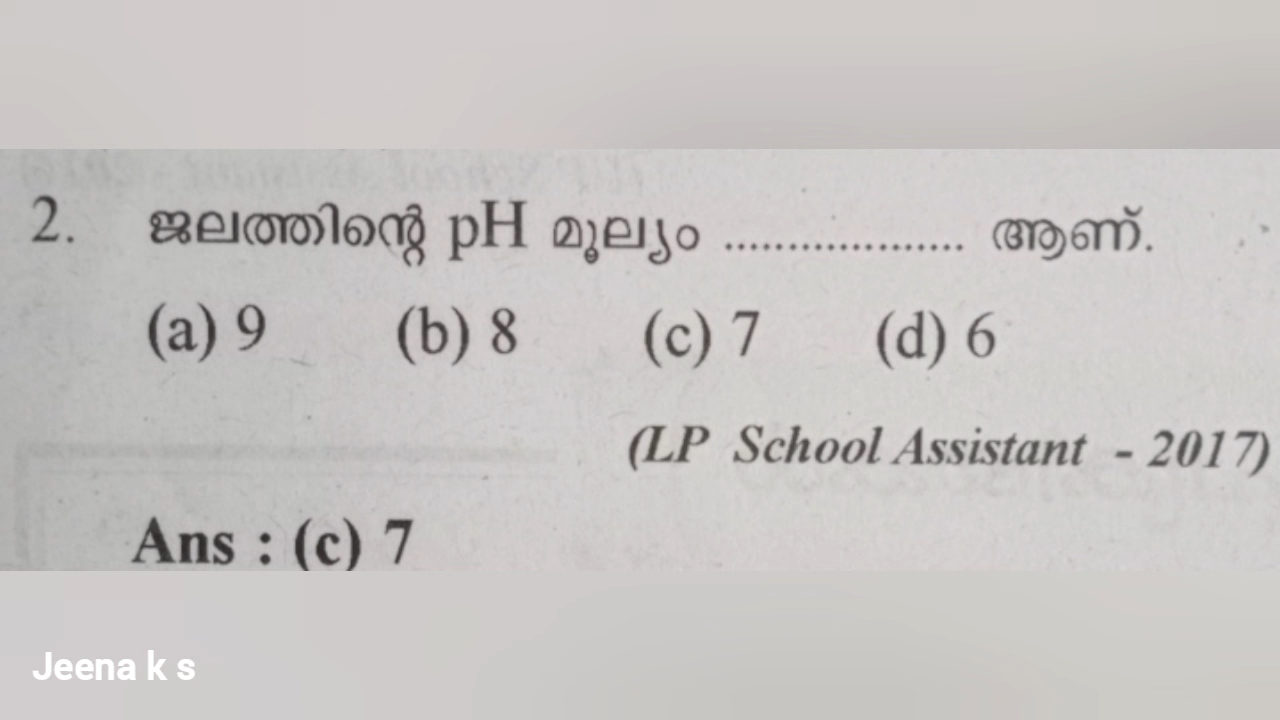 2. ജലത്തിന്റെ pH മൂല്യം ................... ആണ്.
(a) 9 (b) 8 (c) 7 (d) 6
(LP School Assistant - 2017)
Ans : (c) 7
Jeena k s